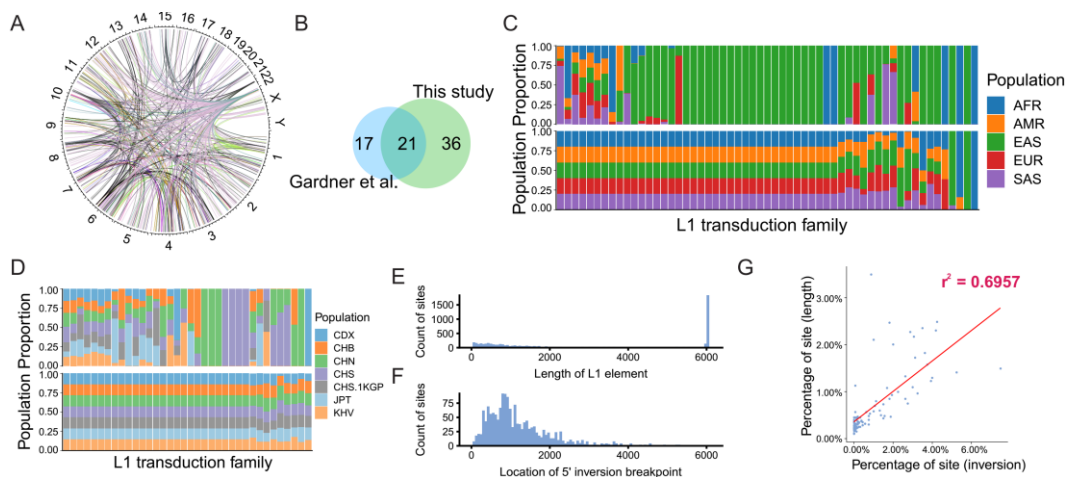 A
14 15 16 17 18 19 20 21 22 X Y 1 2 3 4 5 6 7 8 9 10 11 12 13
B
This study
17 21 36
Gardner et al.
C
Population Proportion
1.00
0.75
0.50
0.25
0.00
1.00
0.75
0.50
0.25
0.00
L1 transduction family
Population
AFR
AMR
EAS
EUR
SAS
D
Population Proportion
1.00
0.75
0.50
0.25
0.00
1.00
0.75
0.50
0.25
0.00
L1 transduction family
Population
CDX
CHB
CHN
CHS
CHS.1KGP
JPT
KHV
E
Count of sites
1500
1000
500
0
0 2000 4000 6000
Length of L1 element
F
Count of sites
75
50
25
0
0 2000 4000 6000
Location of 5' inversion breakpoint
G
r² = 0.6957
Percentage of site (length)
3.00%
2.00%
1.00%
0.00%
0.00% 2.00% 4.00% 6.00%
Percentage of site (inversion)